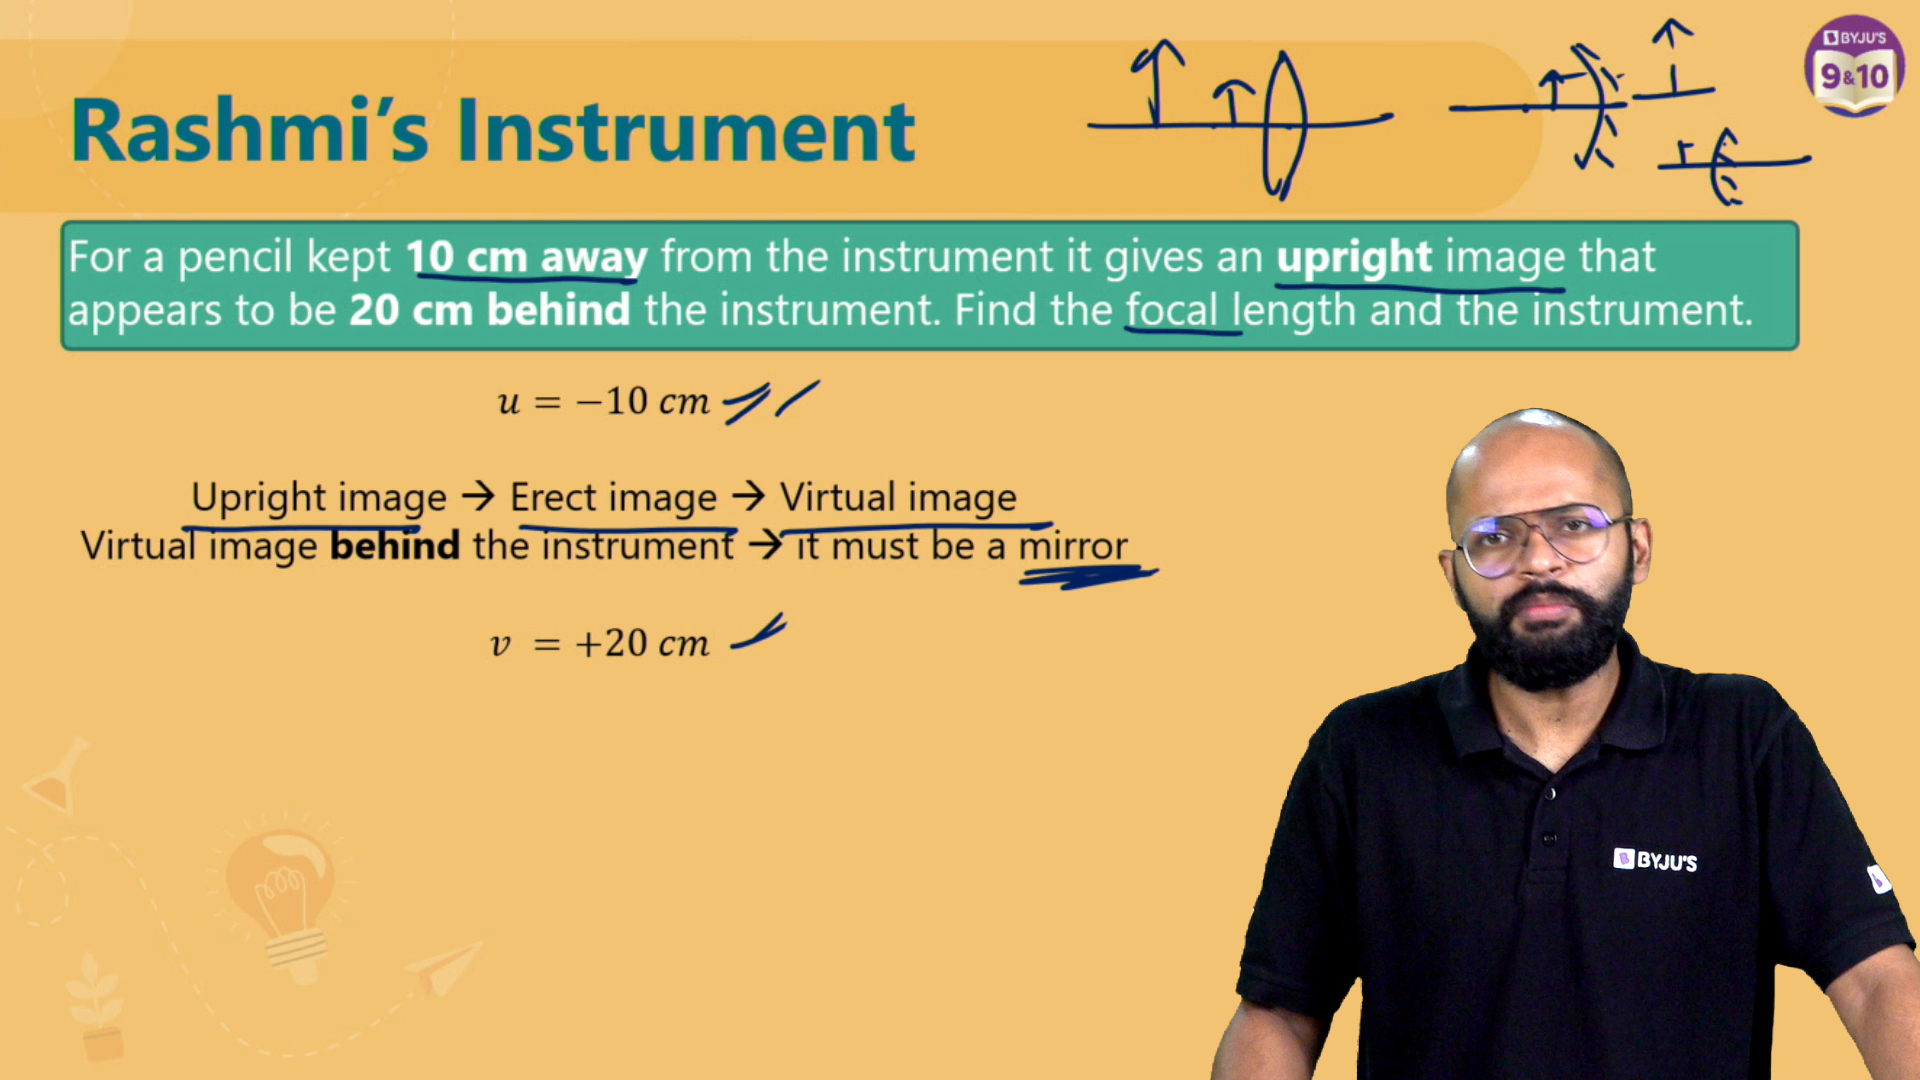 BYJU'S
9&10
Rashmi's Instrument
For a pencil kept 10 cm away from the instrument it gives an upright image that
appears to be 20 cm behind the instrument. Find the focal length and the instrument.
u = −10 cm
Upright image → Erect image → Virtual image
Virtual image behind the instrument → it must be a mirror
v = +20 cm
BYJU'S